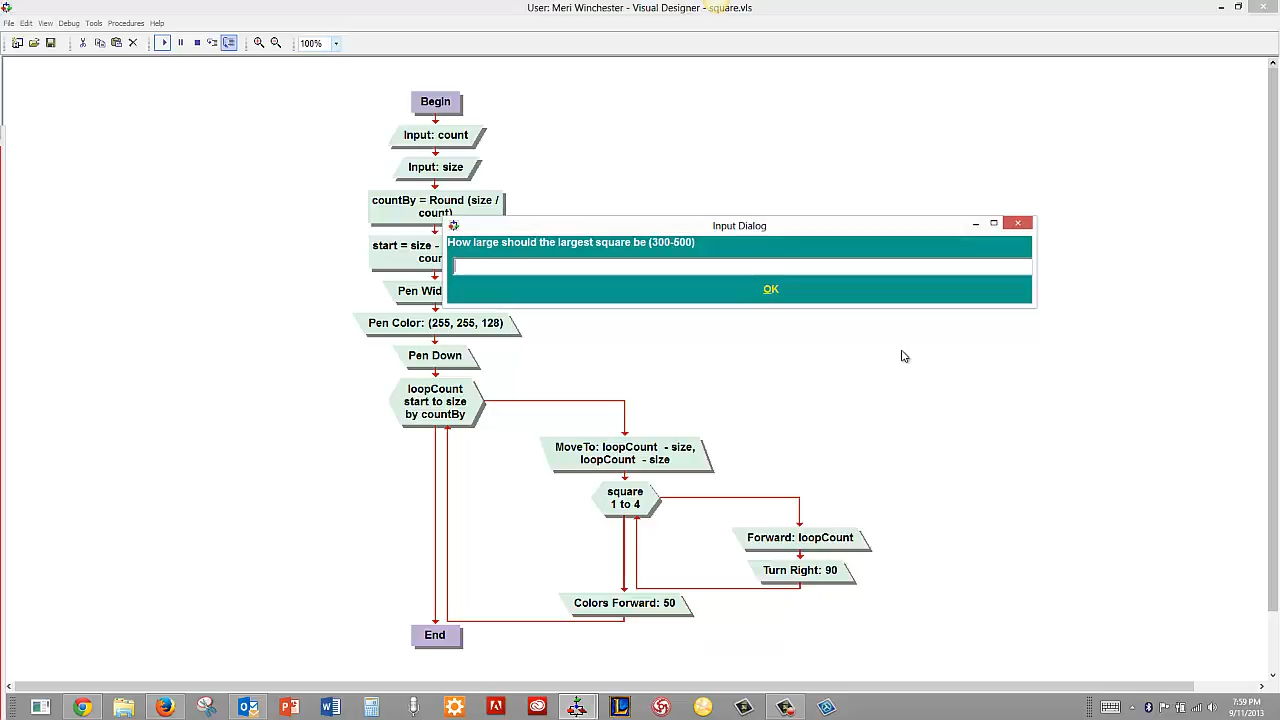 User: Meri Winchester - Visual Designer - square.vls
File Edit View Debug Tools Procedures Help
100%
Begin
Input: count
Input: size
countBy = Round (size /
count)
start = size -
Input Dialog
How large should the largest square be (300-500)
OK
Pen Color: (255, 255, 128)
Pen Down
loopCount
start to size
by countBy
MoveTo: loopCount - size,
loopCount - size
square
1 to 4
Forward: loopCount
Turn Right: 90
Colors Forward: 50
End
7:59 PM
9/11/2013